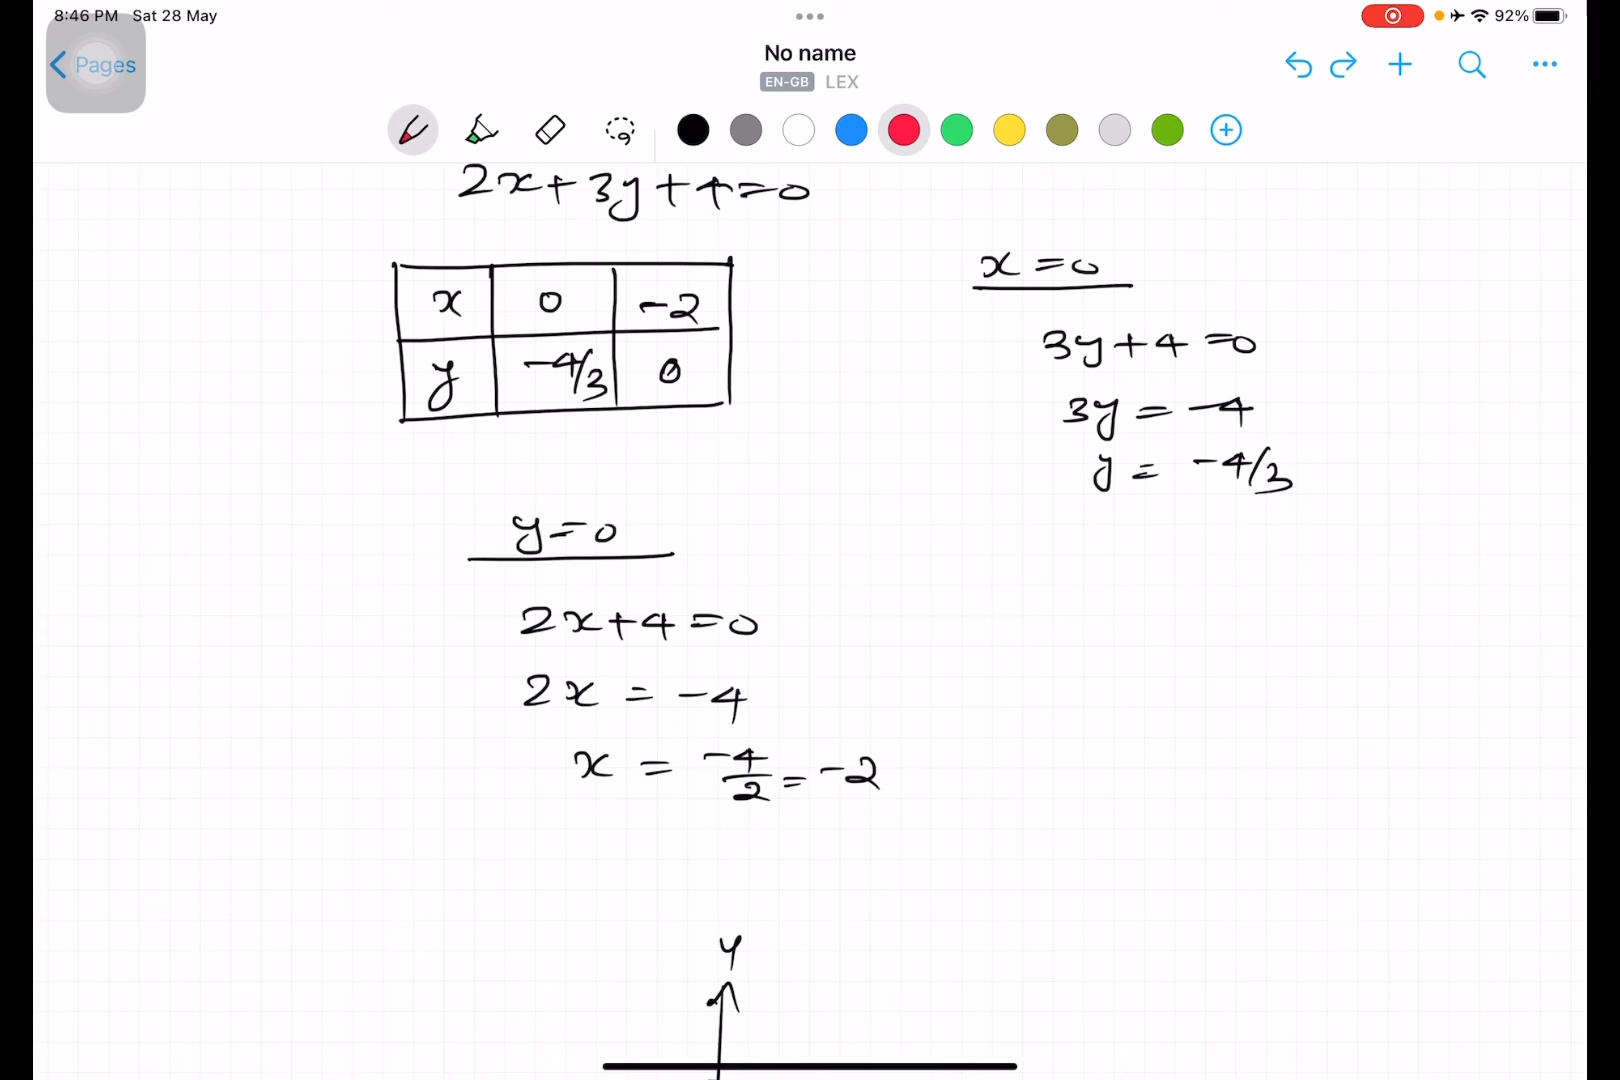 8:46 PM Sat 28 May
92%
Pages
No name
EN-GB LEX
2x+3y+4=0
x 0 -2
y -4/3 0
x=0
3y+4=0
3y = -4
y = -4/3
y=0
2x+4=0
2x = -4
x = -4/2 = -2
y